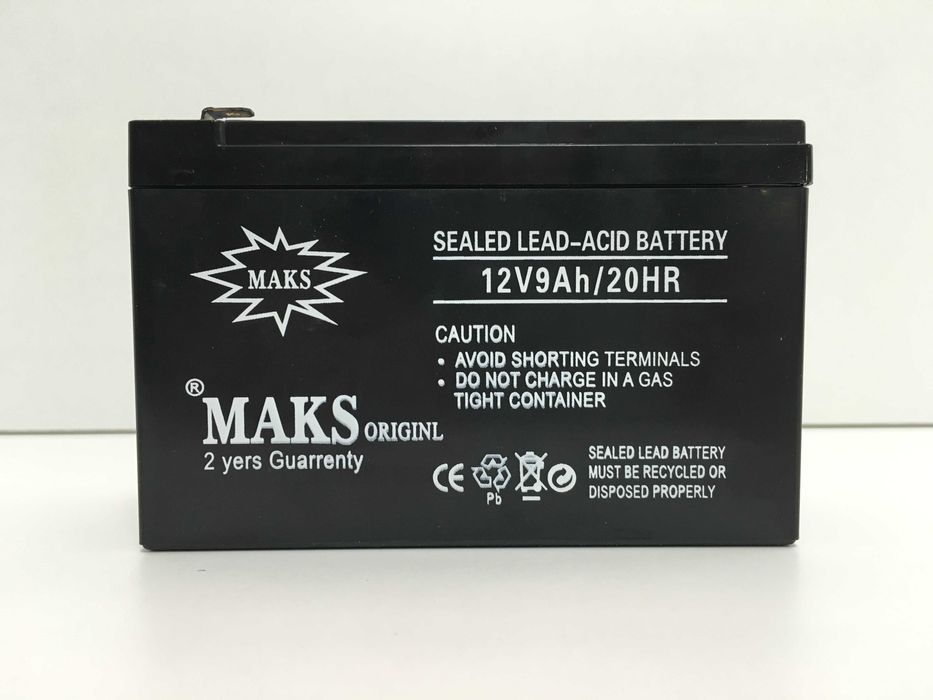 MAKS
® MAKS ORIGINL
2 yers Guarrenty
SEALED LEAD-ACID BATTERY
12V9Ah/20HR
CAUTION
• AVOID SHORTING TERMINALS
• DO NOT CHARGE IN A GAS
TIGHT CONTAINER
CE
Pb
SEALED LEAD BATTERY
MUST BE RECYCLED OR
DISPOSED PROPERLY